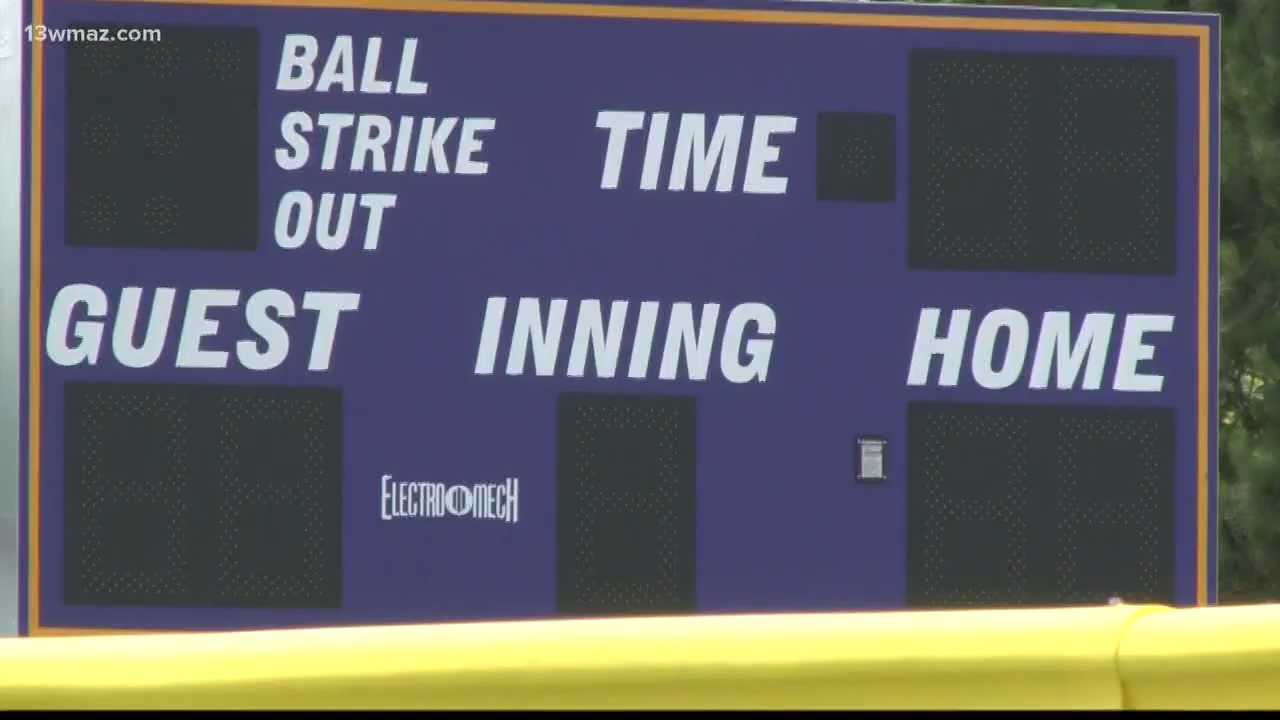 13wmaz.com
BALL
STRIKE
OUT
TIME
GUEST
INNING
HOME
ELECTRO MECH